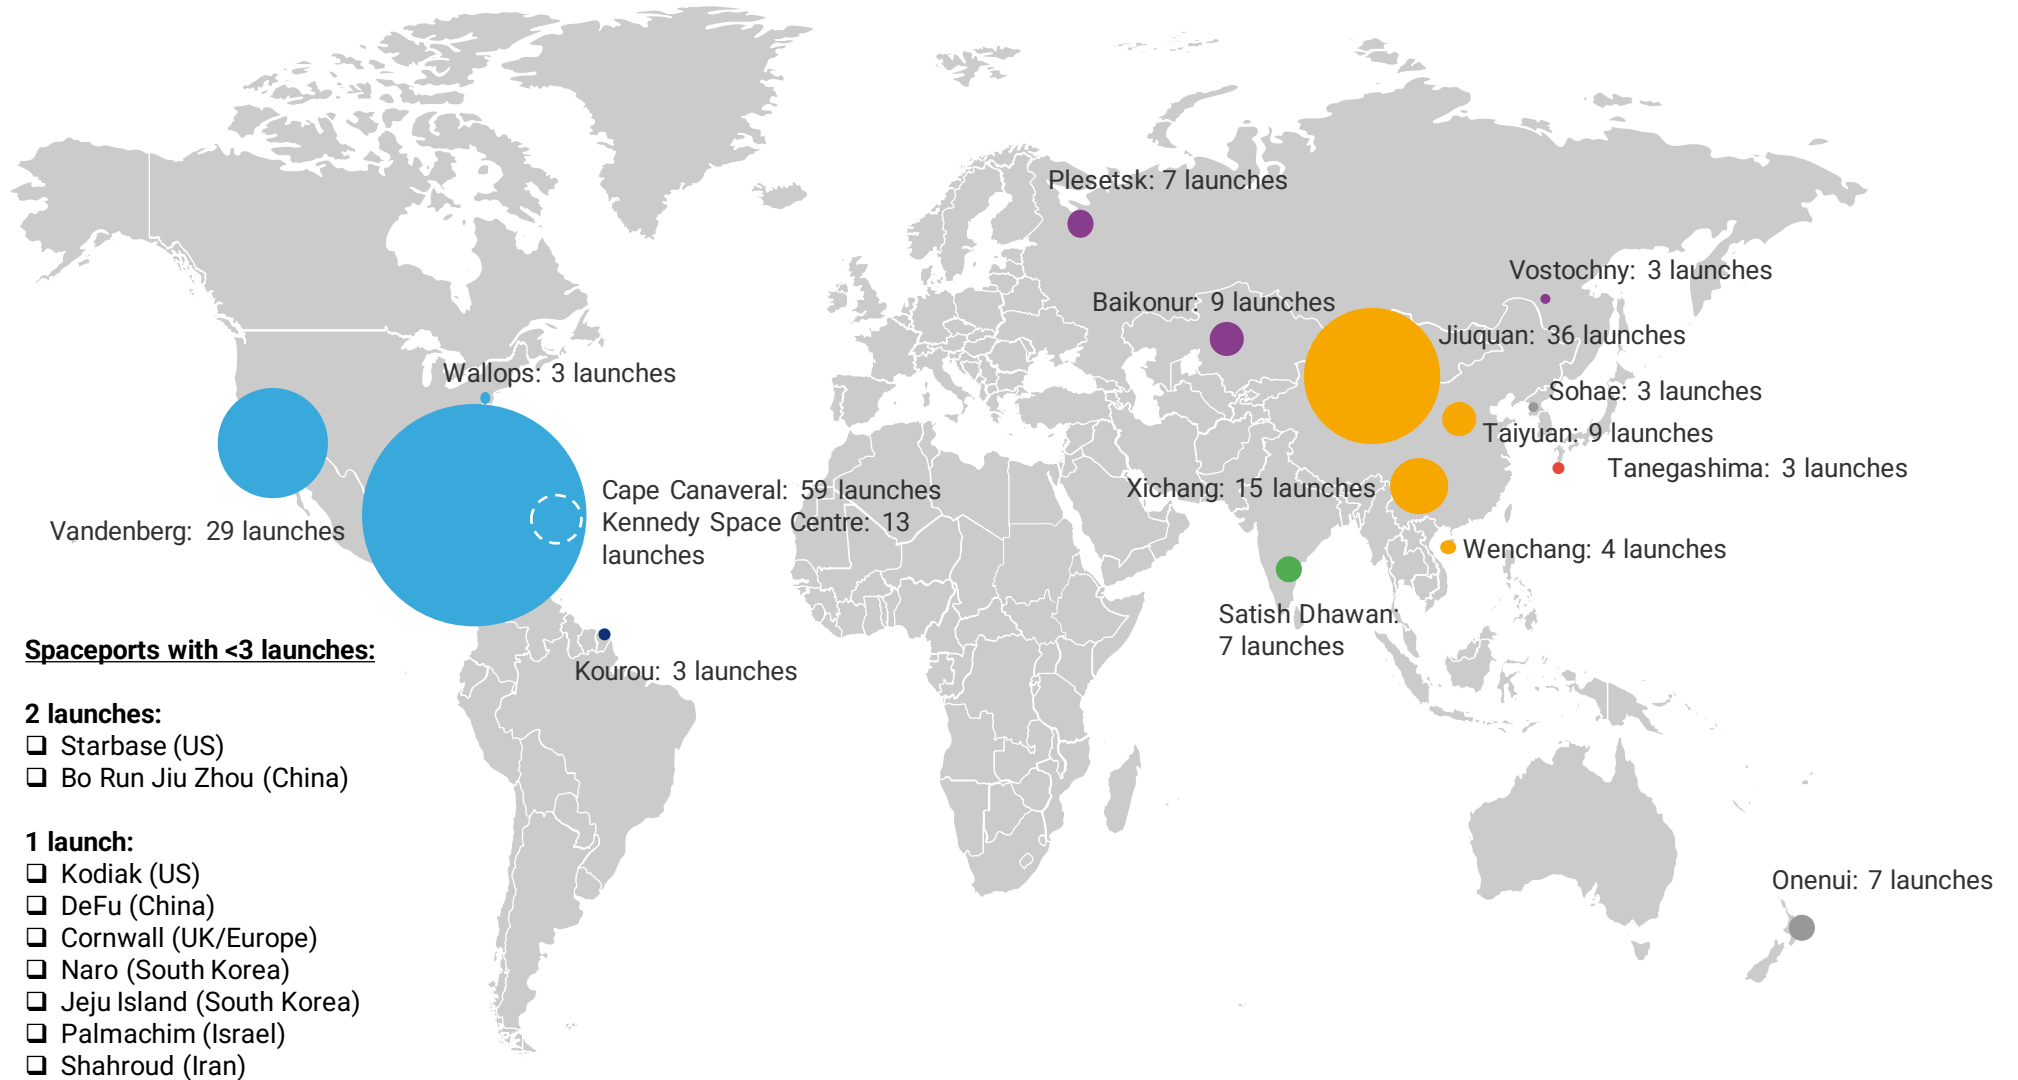 Plesetsk: 7 launches
Vostochny: 3 launches
Baikonur: 9 launches
Jiuquan: 36 launches
Wallops: 3 launches
Sohae: 3 launches
Taiyuan: 9 launches
Tanegashima: 3 launches
Xichang: 15 launches
Cape Canaveral: 59 launches
Kennedy Space Centre: 13
launches
Vandenberg: 29 launches
Wenchang: 4 launches
Satish Dhawan:
7 launches
Kourou: 3 launches
Onenui: 7 launches
Spaceports with <3 launches:
2 launches:
❑ Starbase (US)
❑ Bo Run Jiu Zhou (China)
1 launch:
❑ Kodiak (US)
❑ DeFu (China)
❑ Cornwall (UK/Europe)
❑ Naro (South Korea)
❑ Jeju Island (South Korea)
❑ Palmachim (Israel)
❑ Shahroud (Iran)